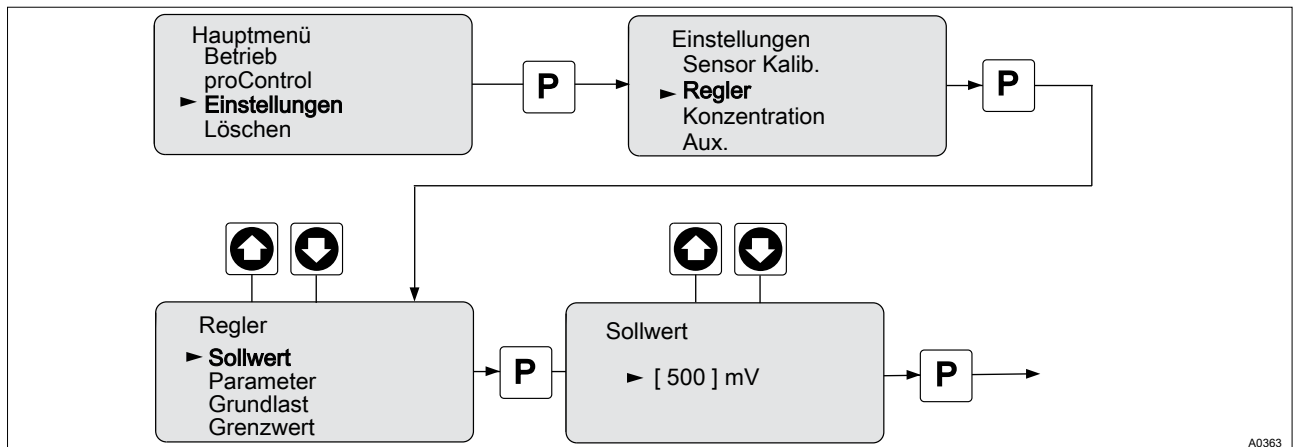 Hauptmenü
Betrieb
proControl
► Einstellungen
Löschen
P
Einstellungen
Sensor Kalib.
► Regler
Konzentration
Aux.
P
Regler
► Sollwert
Parameter
Grundlast
Grenzwert
P
Sollwert
► [ 500 ] mV
P
A0363